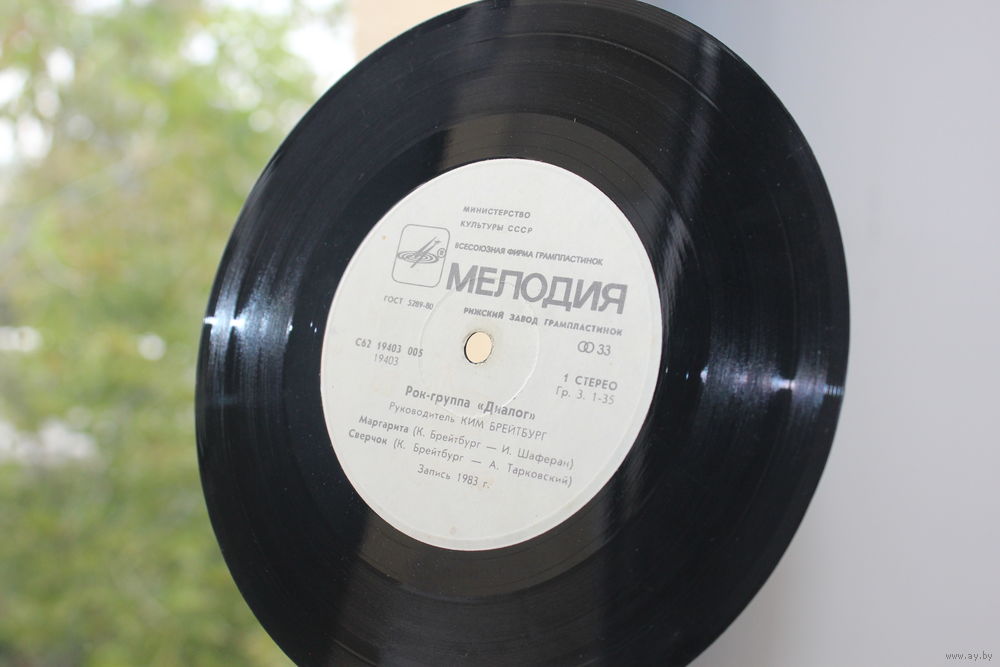 МИНИСТЕРСТВО
КУЛЬТУРЫ СССР
ВСЕСОЮЗНАЯ ФИРМА ГРАМПЛАСТИНОК
МЕЛОДИЯ
®
ГОСТ 5289-80
РИЖСКИЙ ЗАВОД ГРАМПЛАСТИНОК
С62 19403 005
19403
33
1 СТЕРЕО
Гр. 3. 1-35
Рок-группа «Диалог»
Руководитель КИМ БРЕЙТБУРГ
Маргарита (К. Брейтбург — И. Шаферан)
Сверчок (К. Брейтбург — А. Тарковский)
Запись 1983 г.
www.ay.by